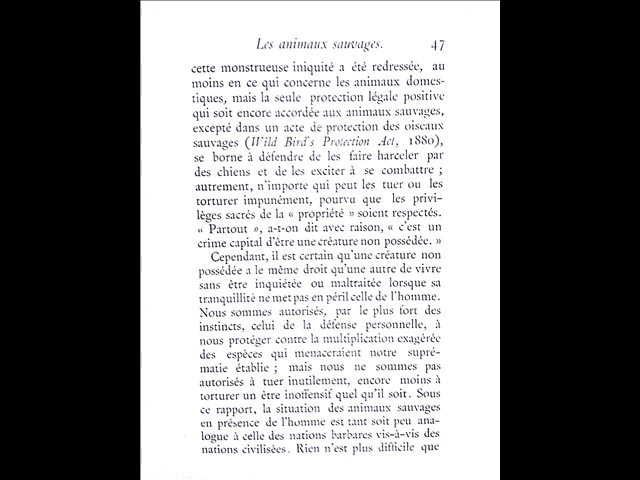 Les animaux sauvages. 47
cette monstrueuse iniquité a été redressée, au
moins en ce qui concerne les animaux domes-
tiques, mais la seule protection légale positive
qui soit encore accordée aux animaux sauvages,
excepté dans un acte de protection des oiseaux
sauvages (Wild Bird's Protection Act, 1880),
se borne à défendre de les faire harceler par
des chiens et de les exciter à se combattre ;
autrement, n'importe qui peut les tuer ou les
torturer impunément, pourvu que les privi-
lèges sacrés de la « propriété » soient respectés.
« Partout », a-t-on dit avec raison, « c'est un
crime capital d'être une créature non possédée. »
Cependant, il est certain qu'une créature non
possédée a le même droit qu'une autre de vivre
sans être inquiétée ou maltraitée lorsque sa
tranquillité ne met pas en péril celle de l'homme.
Nous sommes autorisés, par le plus fort des
instincts, celui de la défense personnelle, à
nous protéger contre la multiplication exagérée
des espèces qui menaceraient notre supré-
matie établie ; mais nous ne sommes pas
autorisés à tuer inutilement, encore moins à
torturer un être inoffensif quel qu'il soit. Sous
ce rapport, la situation des animaux sauvages
en présence de l'homme est tant soit peu ana-
logue à celle des nations barbares vis-à-vis des
nations civilisées. Rien n'est plus difficile que